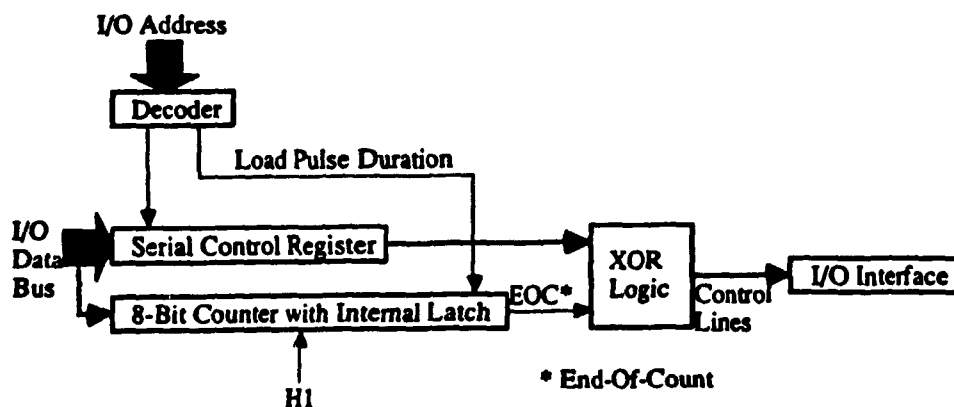 I/O Address
Decoder
Load Pulse Duration
I/O
Data
Bus
Serial Control Register
8-Bit Counter with Internal Latch
EOC*
XOR
Logic
Control
Lines
I/O Interface
H1
* End-Of-Count